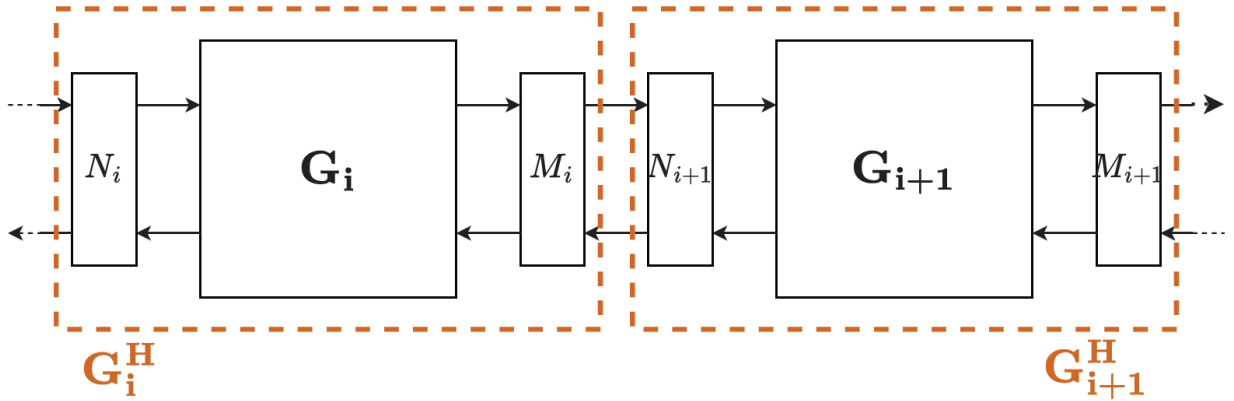 N_i
G_i
M_i
N_{i+1}
G_{i+1}
M_{i+1}
G_i^H
G_{i+1}^H